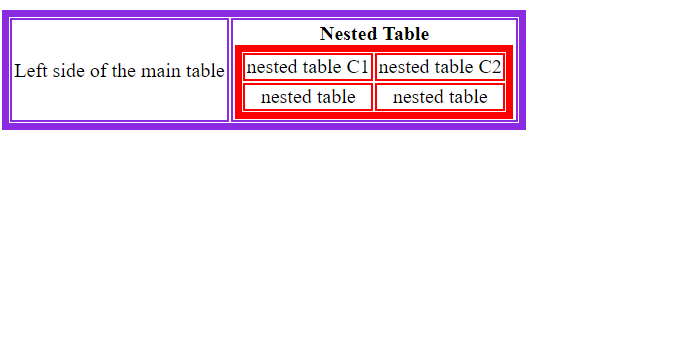 Left side of the main table
Nested Table
nested table C1 nested table C2
nested table nested table